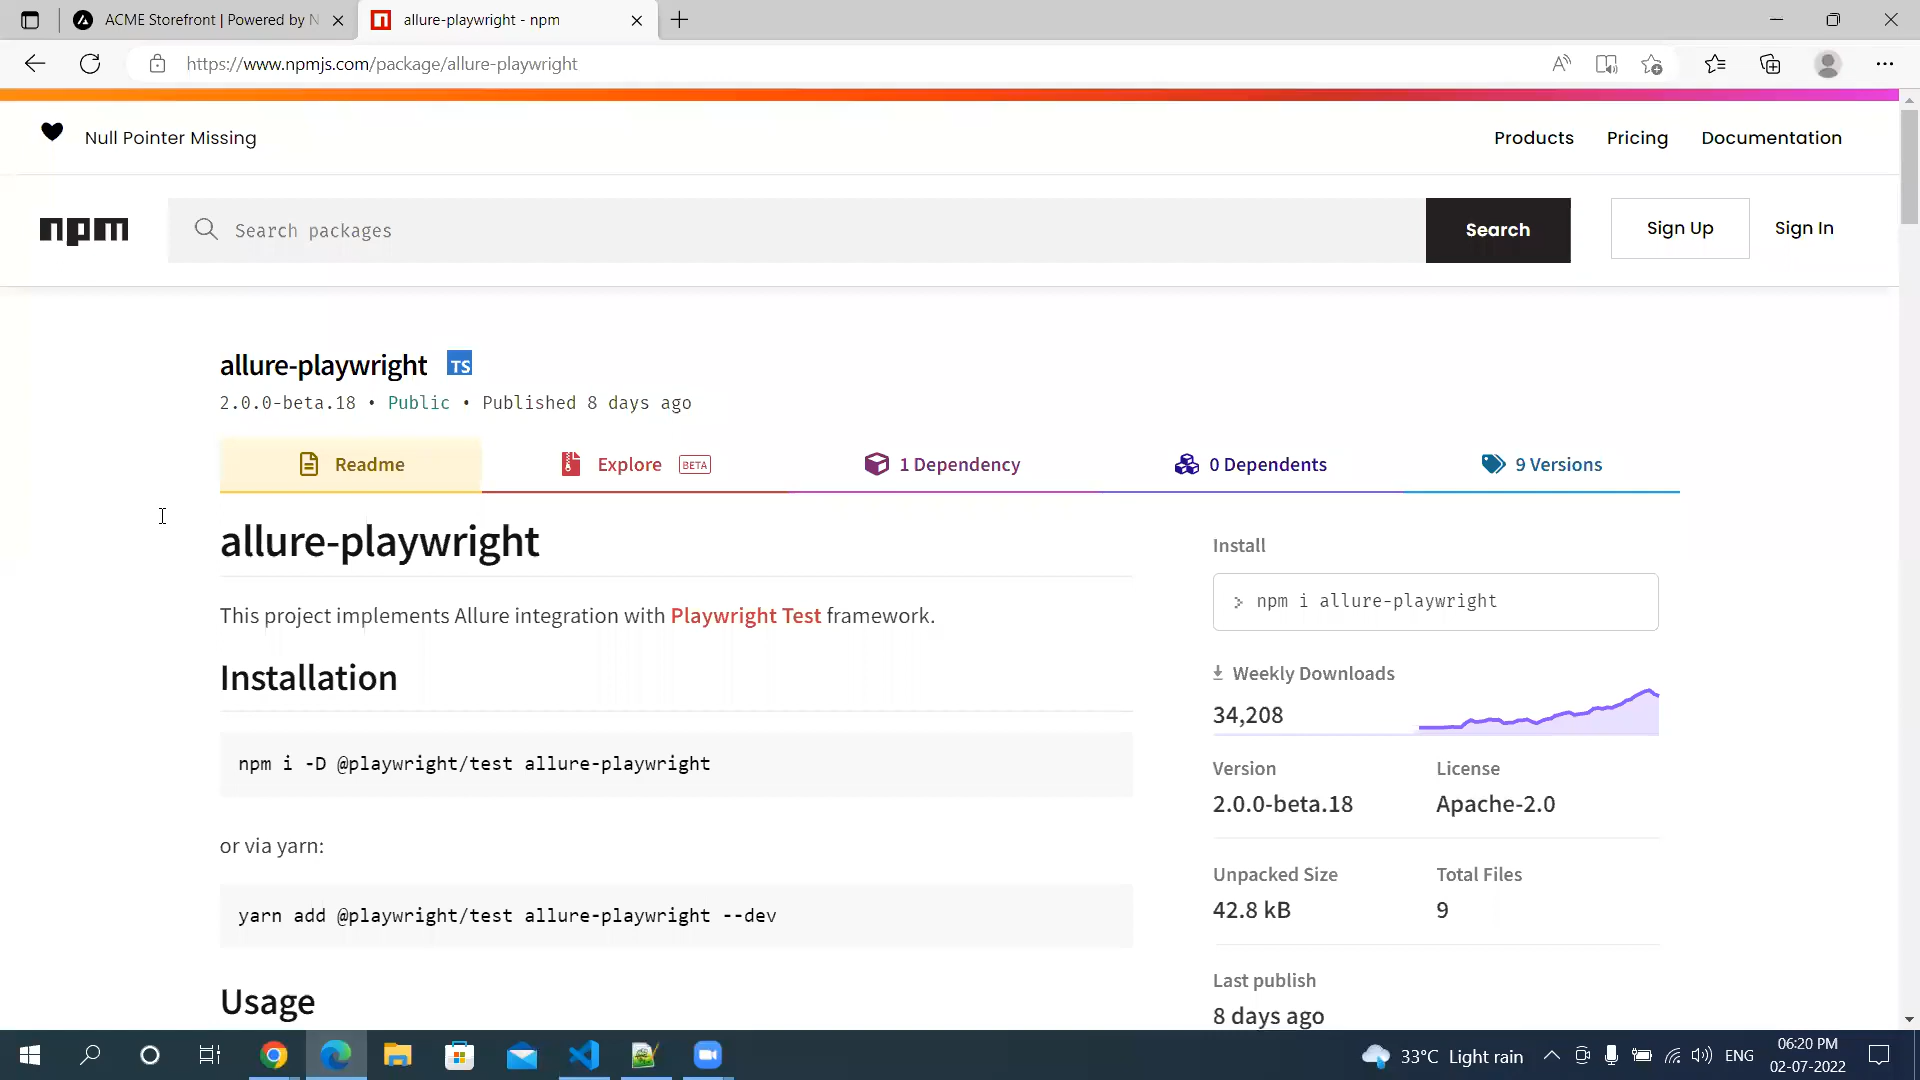 ACME Storefront | Powered by N
allure-playwright - npm
https://www.npmjs.com/package/allure-playwright
Null Pointer Missing
Products
Pricing
Documentation
npm
Search packages
Search
Sign Up
Sign In
allure-playwright TS
2.0.0-beta.18 • Public • Published 8 days ago
Readme
Explore BETA
1 Dependency
0 Dependents
9 Versions
allure-playwright
This project implements Allure integration with Playwright Test framework.
Installation
npm i -D @playwright/test allure-playwright
or via yarn:
yarn add @playwright/test allure-playwright --dev
Usage
Install
> npm i allure-playwright
Weekly Downloads
34,208
Version
2.0.0-beta.18
License
Apache-2.0
Unpacked Size
42.8 kB
Total Files
9
Last publish
8 days ago
33°C Light rain
ENG
06:20 PM
02-07-2022